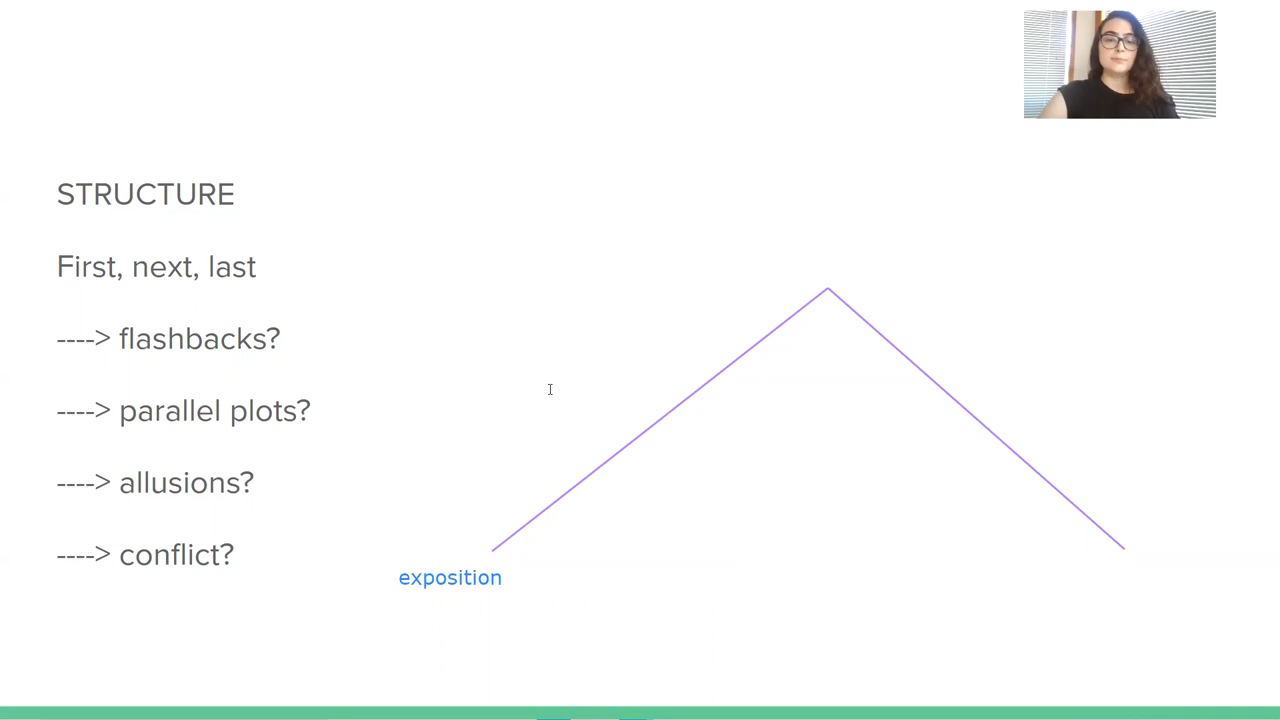 STRUCTURE
First, next, last
----> flashbacks?
----> parallel plots?
----> allusions?
----> conflict?
exposition